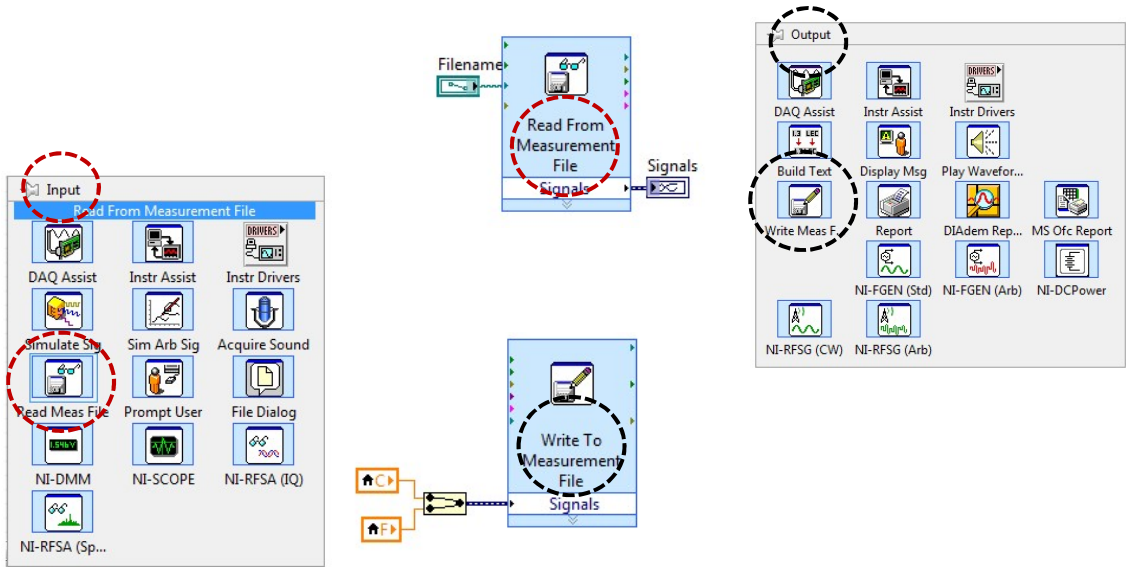 Input
Read From Measurement File
DRIVERS
DAQ Assist
Instr Assist
Instr Drivers
Simulate Sig
Sim Arb Sig
Acquire Sound
Read Meas File
Prompt User
File Dialog
1.546 V
NI-DMM
NI-SCOPE
NI-RFSA (IQ)
NI-RFSA (Sp...
Filename
Read From
Measurement
File
Signals
Signals
C
F
Write To
Measurement
File
Signals
Output
DRIVERS
DAQ Assist
Instr Assist
Instr Drivers
Build Text
Display Msg
Play Wavefor...
Write Meas F...
Report
DIAdem Rep...
MS Ofc Report
NI-FGEN (Std)
NI-FGEN (Arb)
NI-DCPower
NI-RFSG (CW)
NI-RFSG (Arb)